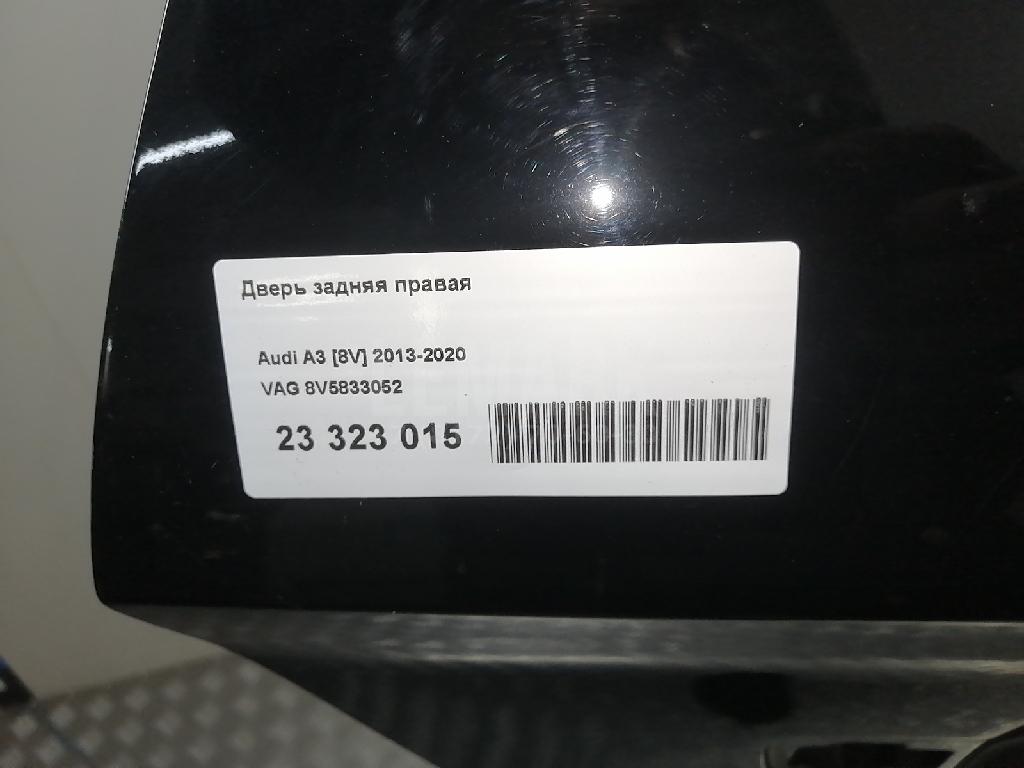 Дверь задняя правая
Audi A3 [8V] 2013-2020
VAG 8V5833052
23 323 015